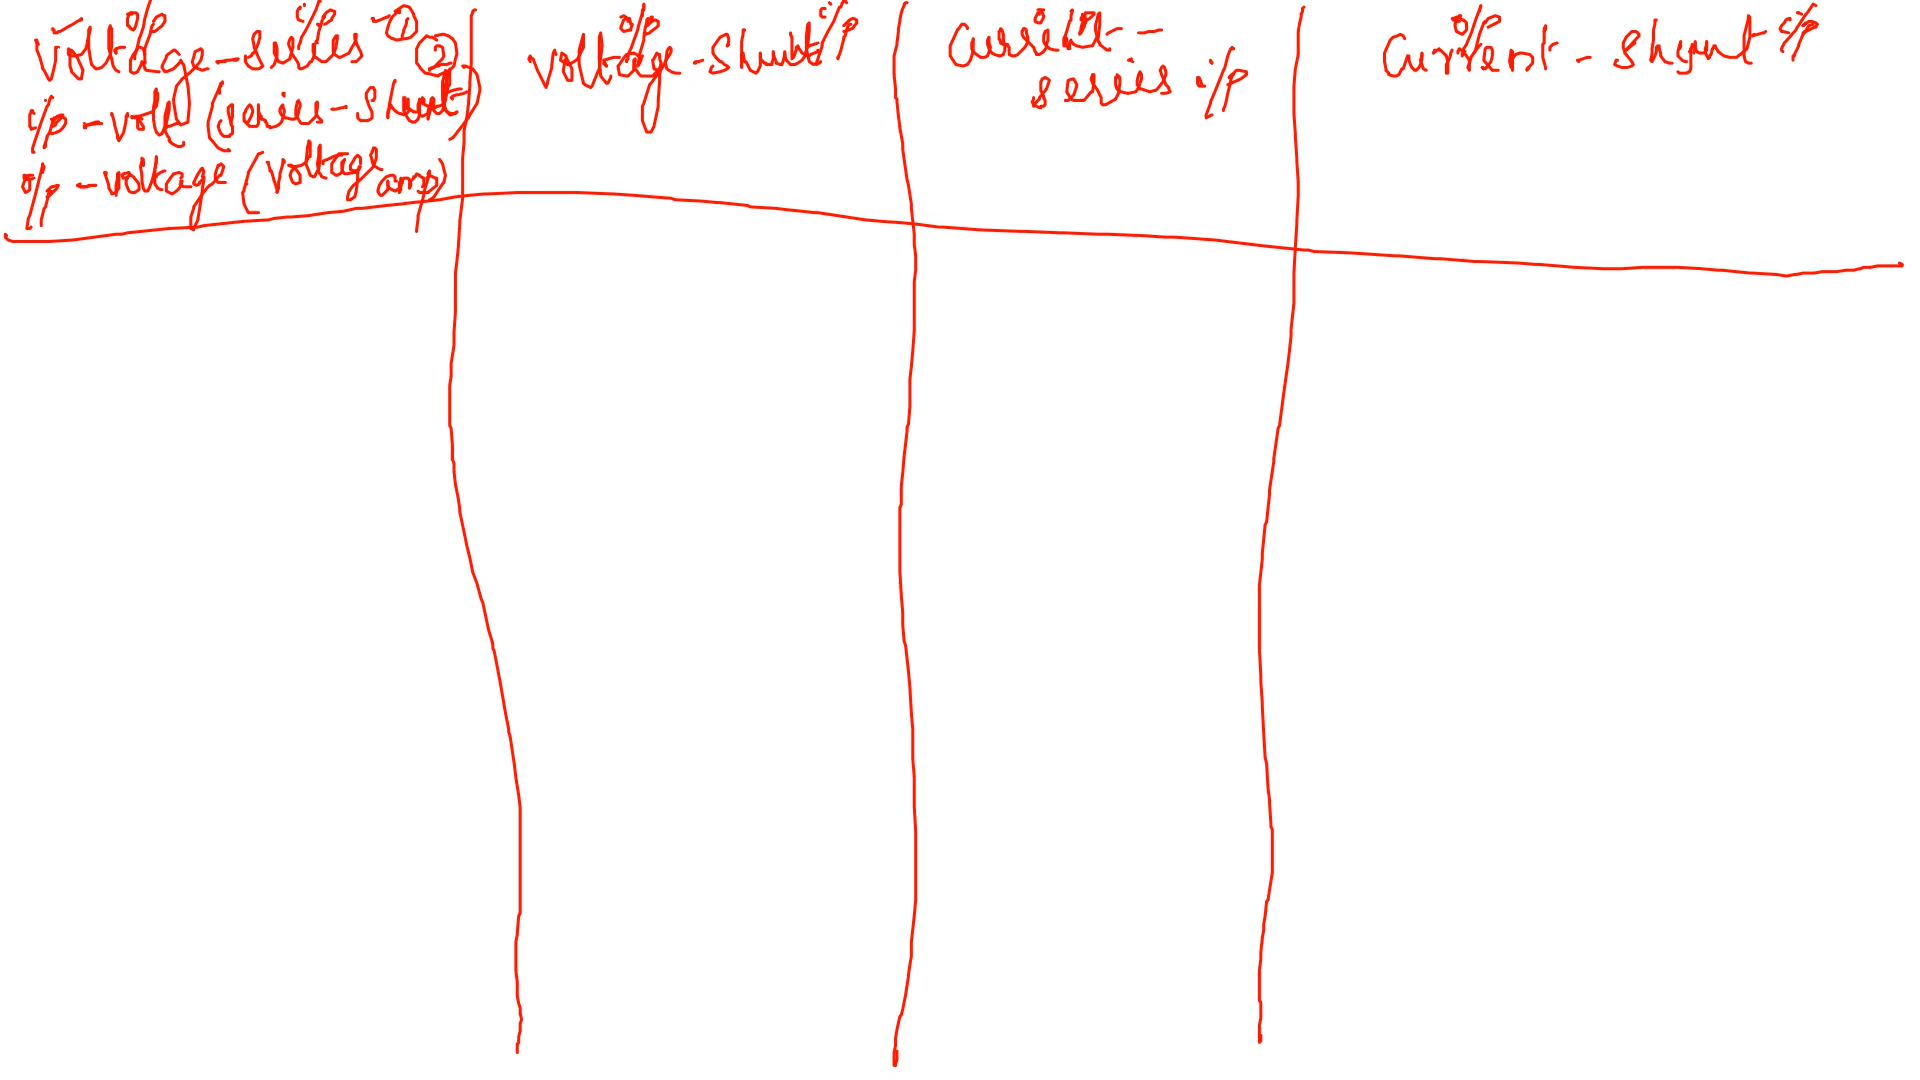 o/p i/p
Voltage-series ①
②
i/p - volt (series-shunt)
o/p - voltage (voltage amp)
o/p i/p
voltage-shunt
o/p
Current -
series i/p
o/p i/p
Current - shunt